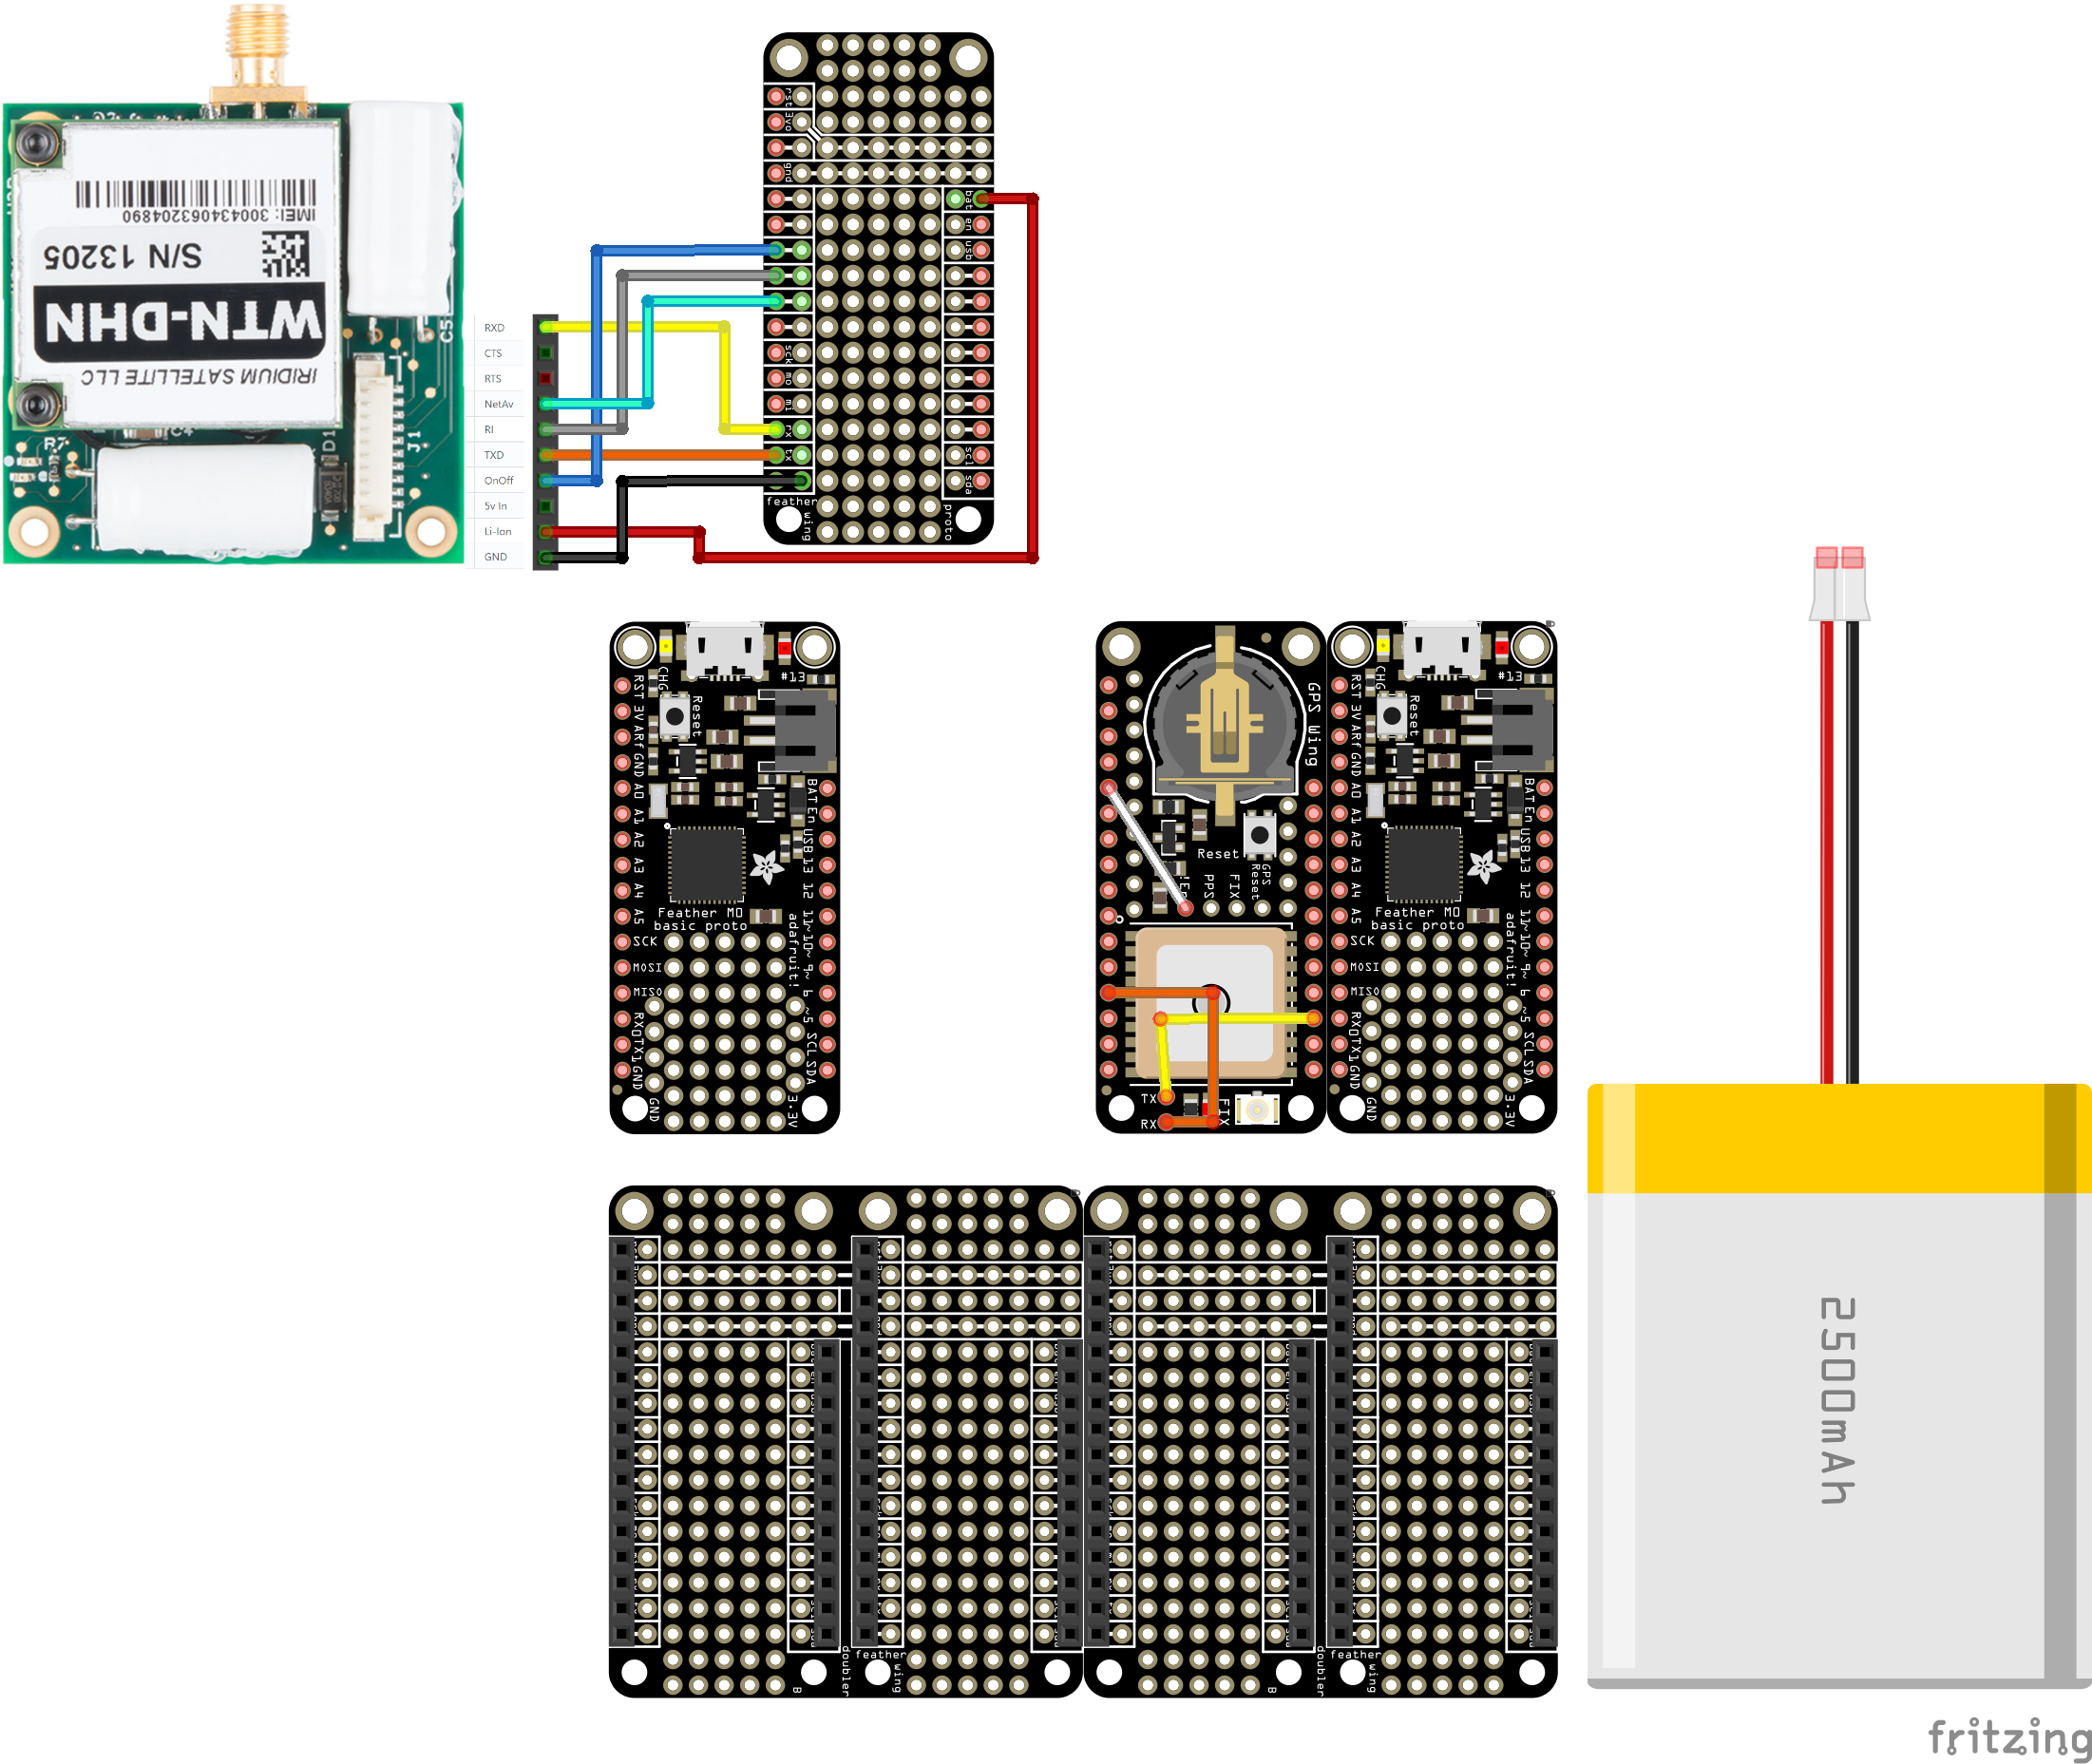 IMEI: 300434063204890
S/N 13205
WTN-DHN
IRIDIUM SATELLITE LLC
C5
R7
C4
D1
J1
RXD
CTS
RTS
NetAv
RI
TXD
OnOff
5v In
Li-Ion
GND
rst
3vo
gnd
sck
mo
mi
rx
tx
bat
en
usb
scl
sda
feather
wing
proto
CHG
Reset
#13
RST
3V
ARf
GND
A0
A1
A2
A3
A4
A5
SCK
MOSI
MISO
RX0
TX1
GND
BAT
En
USB
13
12
11~
10~
9~
6
~5
SCL
SDA
Feather M0
basic proto
adafruit!
GND
3.3V
GPS Wing
Reset
GPS
Reset
PPS
FIX
TX
RX
FIX
CHG
Reset
#13
RST
3V
ARf
GND
A0
A1
A2
A3
A4
A5
SCK
MOSI
MISO
RX0
TX1
GND
BAT
En
USB
13
12
11~
10~
9~
6
~5
SCL
SDA
Feather M0
basic proto
adafruit!
GND
3.3V
B
doubler
feather
wing
B
doubler
feather
wing
2500mAh
fritzing